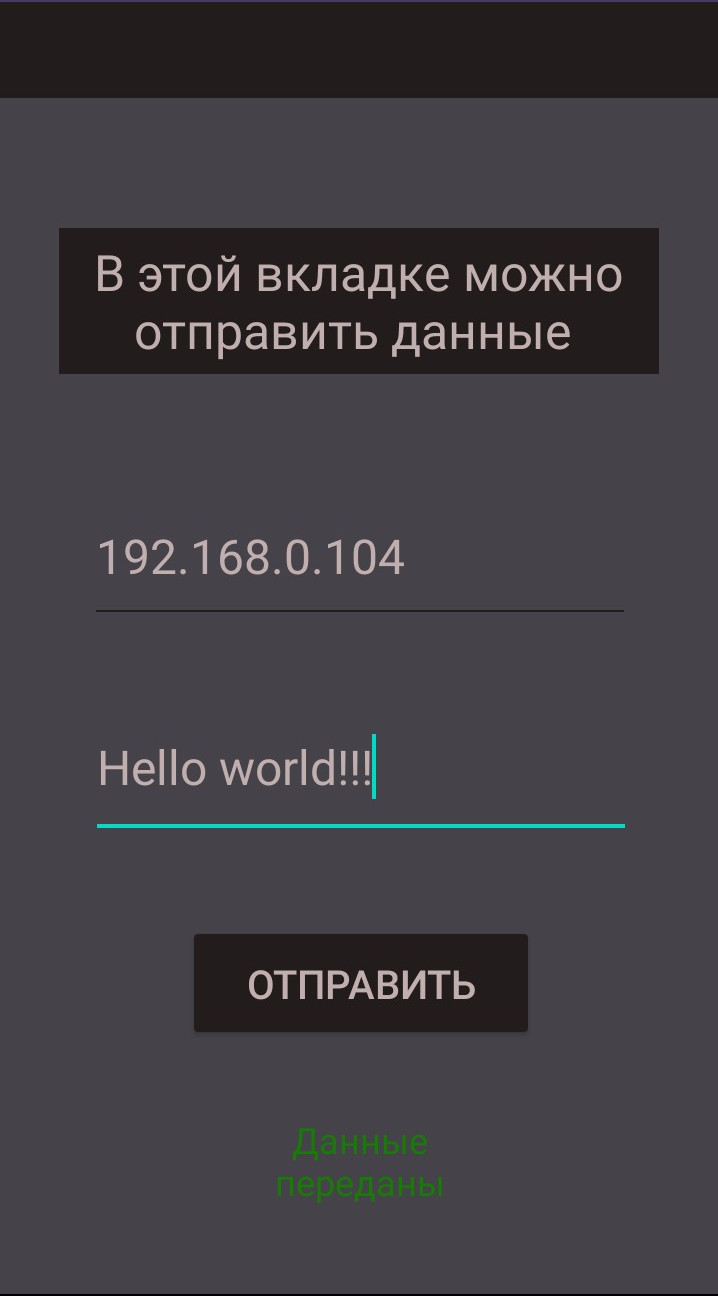 В этой вкладке можно
отправить данные
192.168.0.104
Hello world!!!
ОТПРАВИТЬ
Данные
переданы